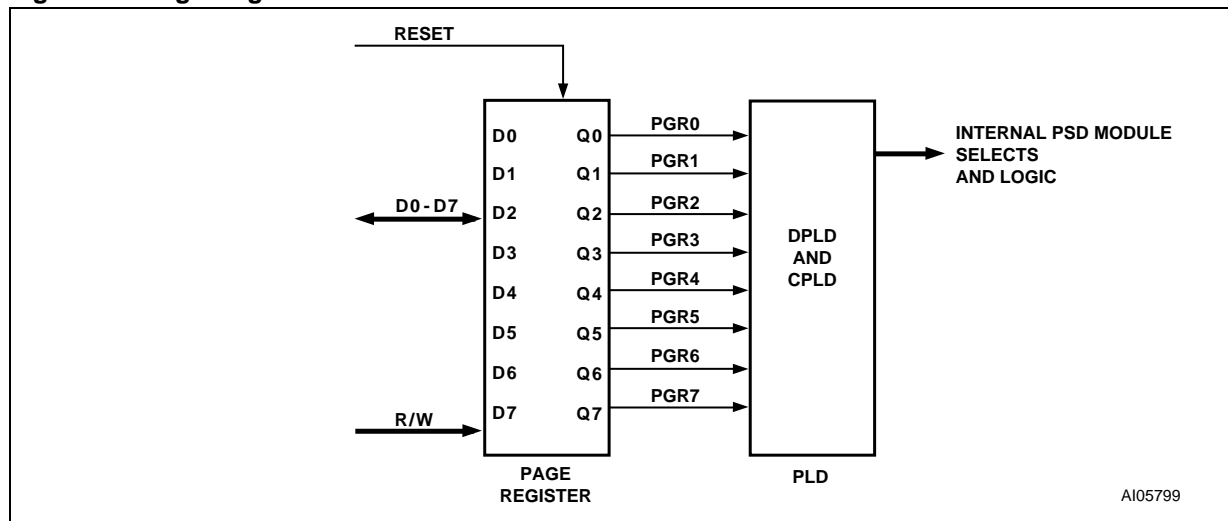 RESET
D0
D1
D2
D3
D4
D5
D6
D7
Q0
Q1
Q2
Q3
Q4
Q5
Q6
Q7
D0-D7
R/W
PAGE
REGISTER
PGR0
PGR1
PGR2
PGR3
PGR4
PGR5
PGR6
PGR7
DPLD
AND
CPLD
PLD
INTERNAL PSD MODULE
SELECTS
AND LOGIC
AI05799